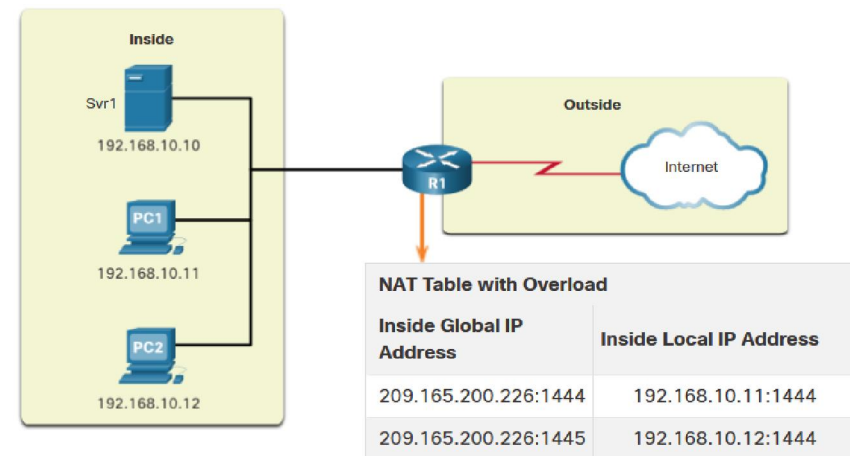 Inside
Svr1
192.168.10.10
PC1
192.168.10.11
PC2
192.168.10.12
Outside
Internet
R1
NAT Table with Overload
Inside Global IP
Address
Inside Local IP Address
209.165.200.226:1444 192.168.10.11:1444
209.165.200.226:1445 192.168.10.12:1444